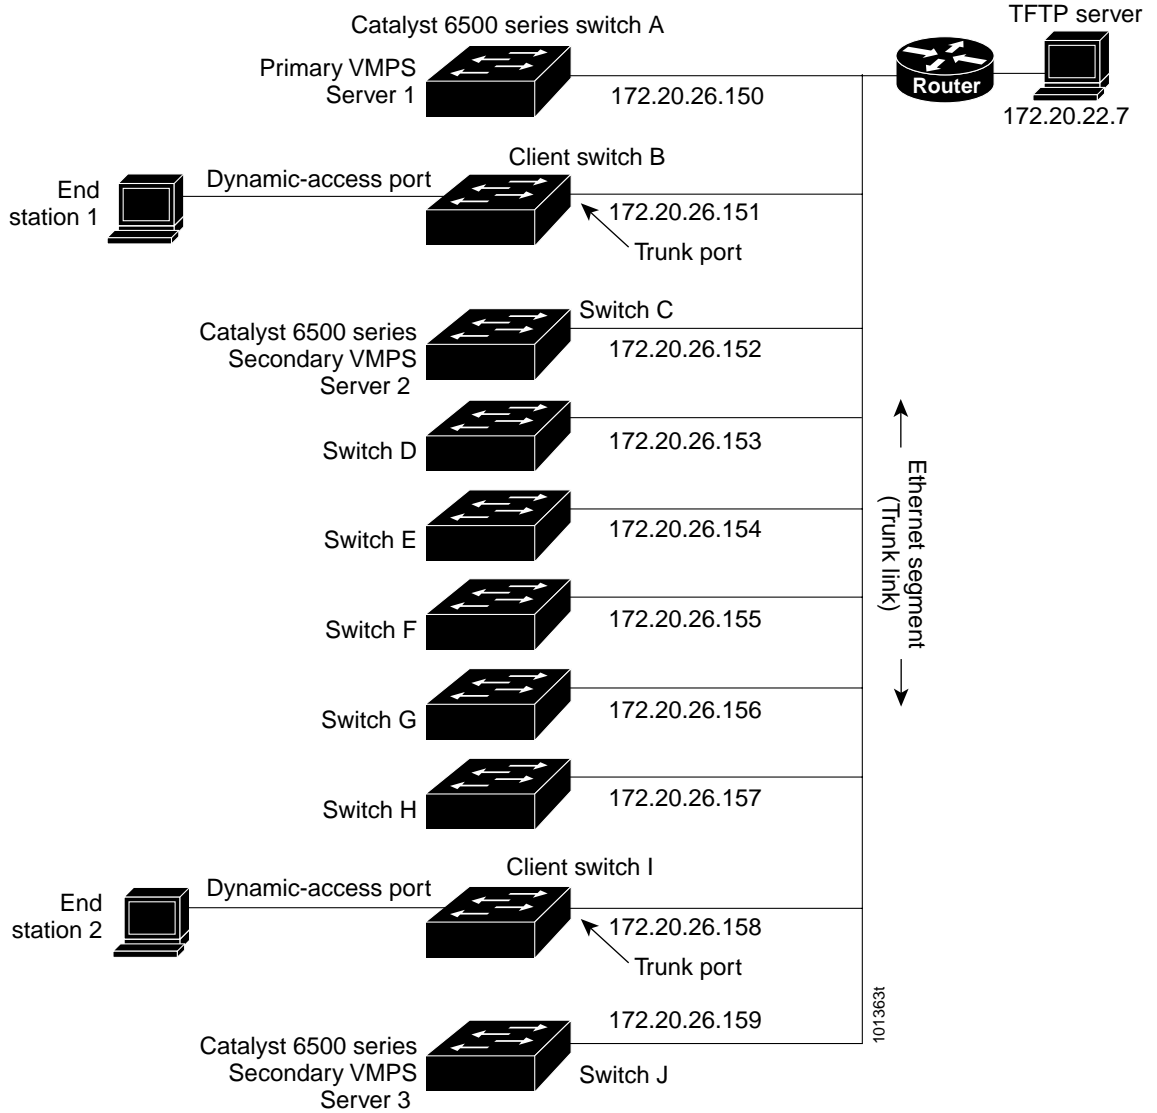 Catalyst 6500 series switch A
TFTP server
Primary VMPS
Server 1
172.20.26.150
Router
172.20.22.7
Client switch B
End
station 1
Dynamic-access port
172.20.26.151
Trunk port
Switch C
Catalyst 6500 series
Secondary VMPS
Server 2
172.20.26.152
Switch D
172.20.26.153
Switch E
172.20.26.154
Ethernet segment
(Trunk link)
Switch F
172.20.26.155
Switch G
172.20.26.156
Switch H
172.20.26.157
Client switch I
End
station 2
Dynamic-access port
172.20.26.158
Trunk port
101363t
172.20.26.159
Catalyst 6500 series
Secondary VMPS
Server 3
Switch J